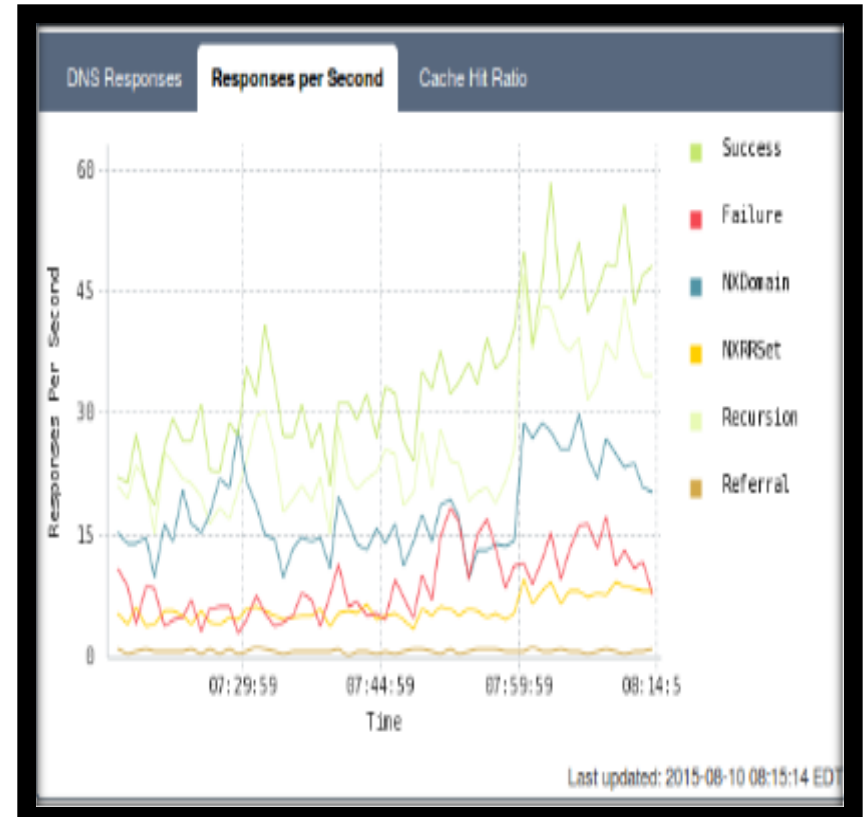 DNS Responses Responses per Second Cache Hit Ratio
60
45
30
15
0
Responses Per Second
07:29:59 07:44:59 07:59:59 08:14:5
Time
Success
Failure
NXDomain
NXRRSet
Recursion
Referral
Last updated: 2015-08-10 08:15:14 EDT